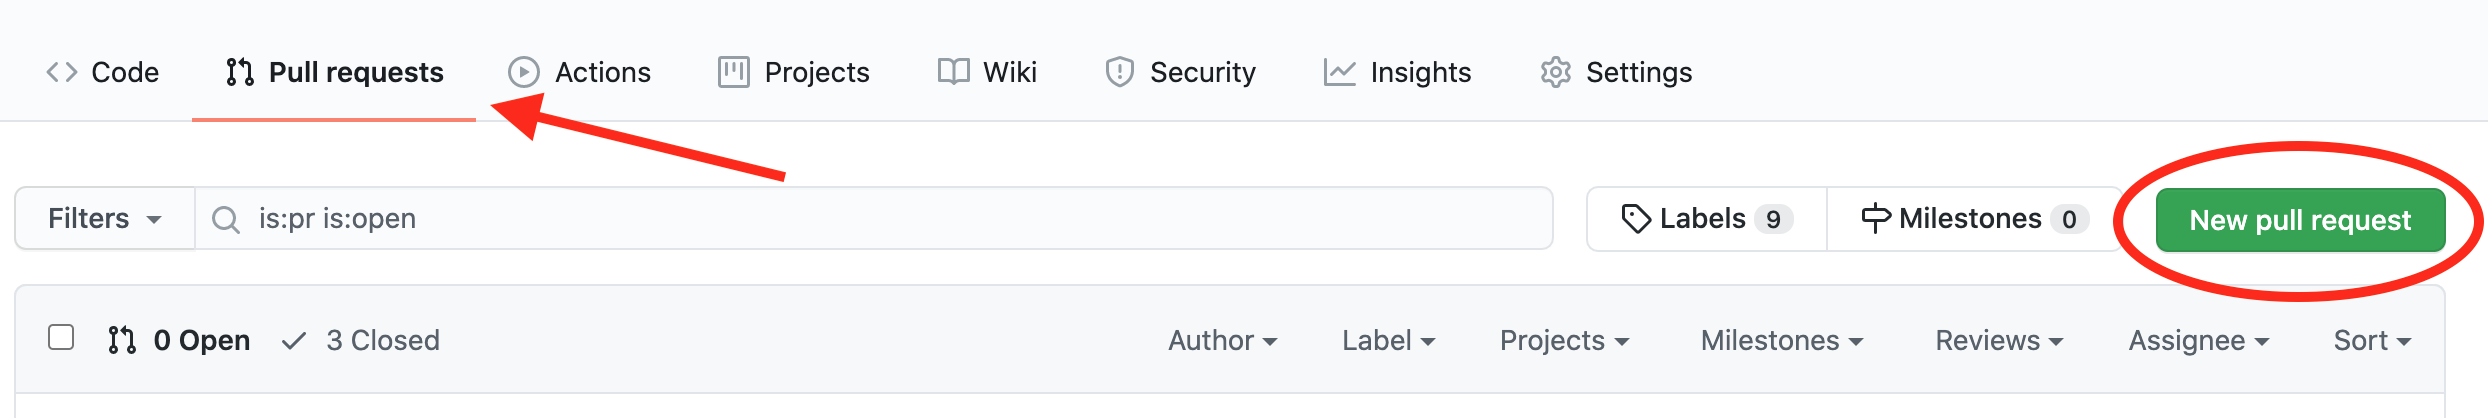 Code Pull requests Actions Projects Wiki Security Insights Settings
Filters is:pr is:open Labels 9 Milestones 0 New pull request
0 Open 3 Closed Author Label Projects Milestones Reviews Assignee Sort